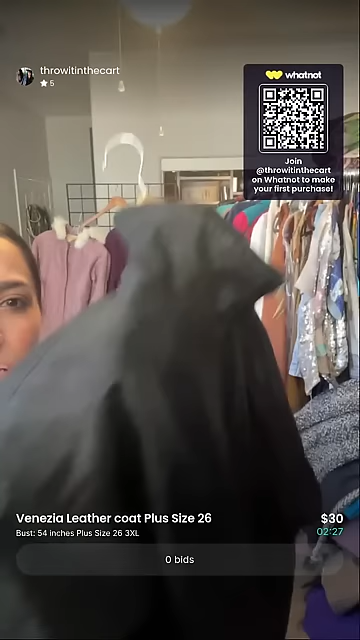 throwitinthecart
★ 5
whatnot
Join
@throwitinthecart
on Whatnot to make
your first purchase!
Venezia Leather coat Plus Size 26
$30
Bust: 54 inches Plus Size 26 3XL
02:27
0 bids